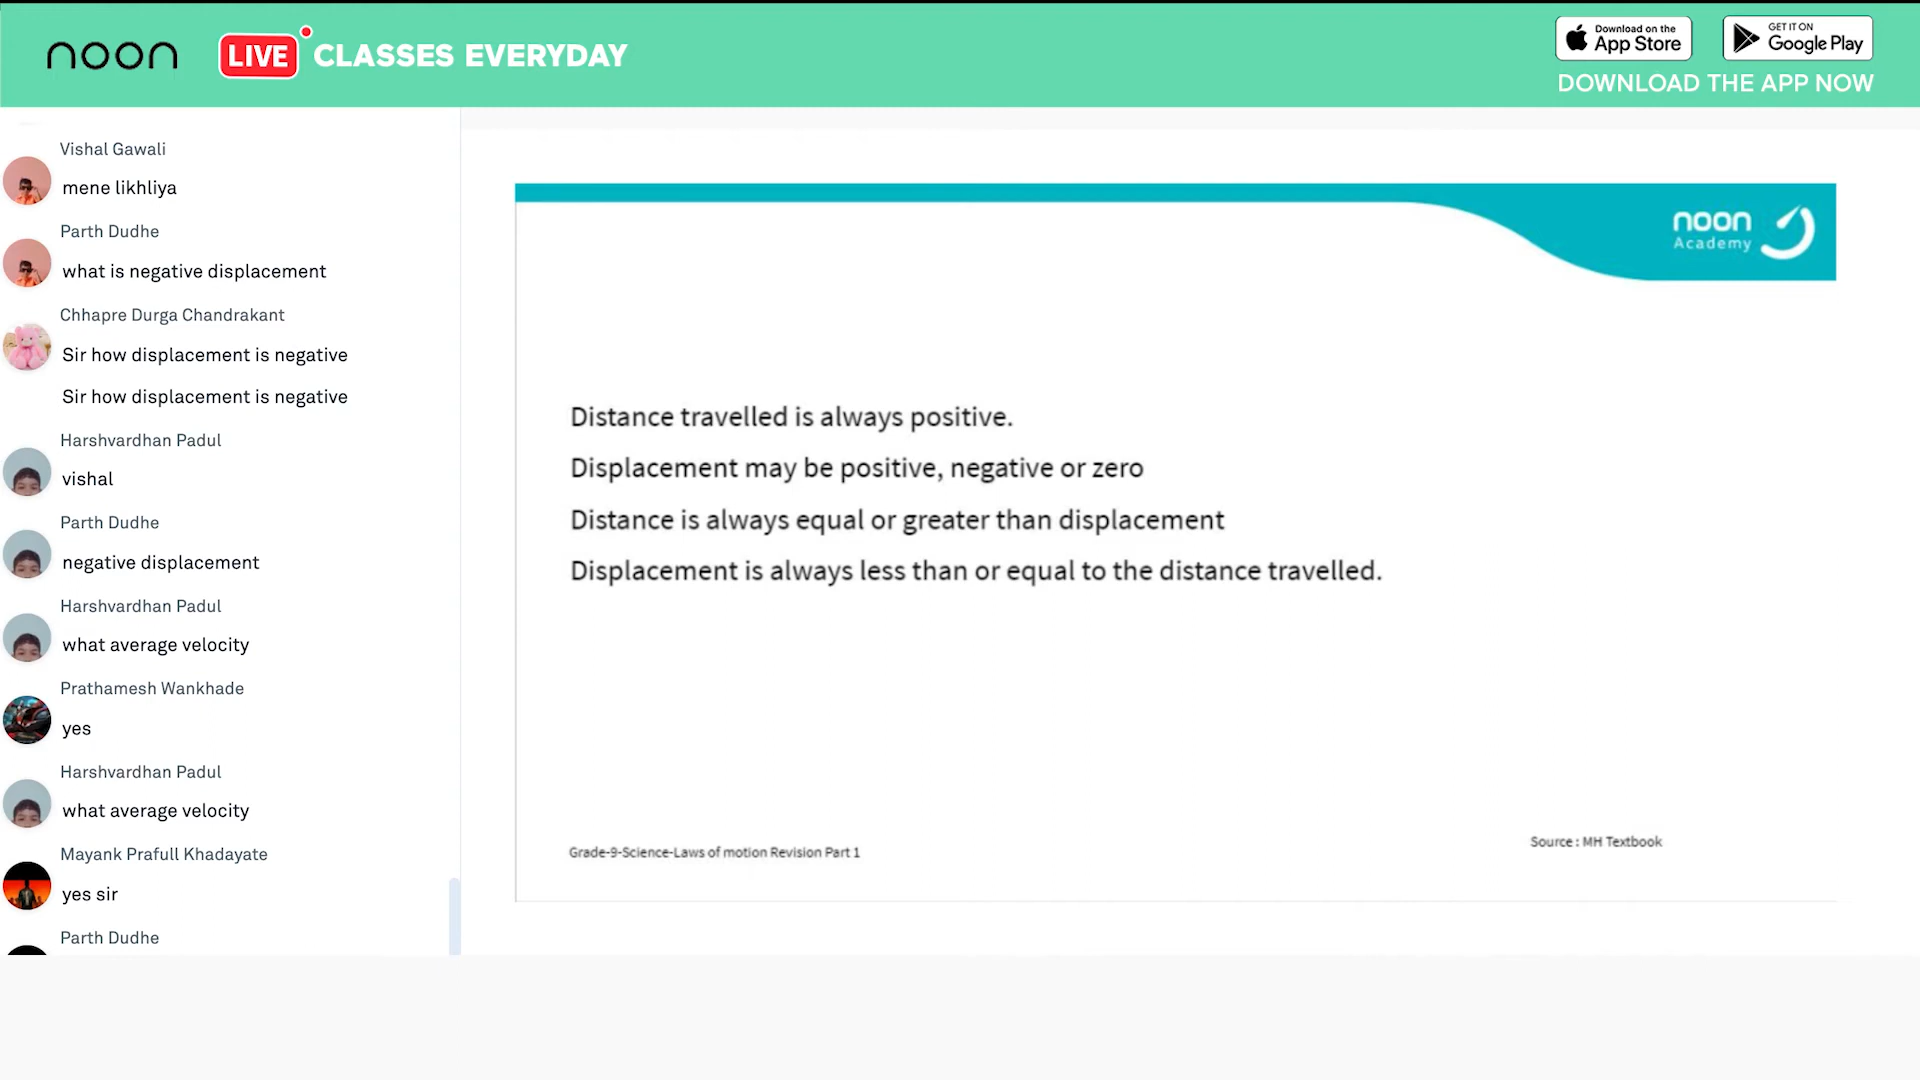 noon LIVE CLASSES EVERYDAY
Download on the
App Store
GET IT ON
Google Play
DOWNLOAD THE APP NOW
Vishal Gawali
mene likhliya
Parth Dudhe
what is negative displacement
Chhapre Durga Chandrakant
Sir how displacement is negative
Sir how displacement is negative
Harshvardhan Padul
vishal
Parth Dudhe
negative displacement
Harshvardhan Padul
what average velocity
Prathamesh Wankhade
yes
Harshvardhan Padul
what average velocity
Mayank Prafull Khadayate
yes sir
Parth Dudhe
noon
Academy
Distance travelled is always positive.
Displacement may be positive, negative or zero
Distance is always equal or greater than displacement
Displacement is always less than or equal to the distance travelled.
Grade-9-Science-Laws of motion Revision Part 1
Source : MH Textbook